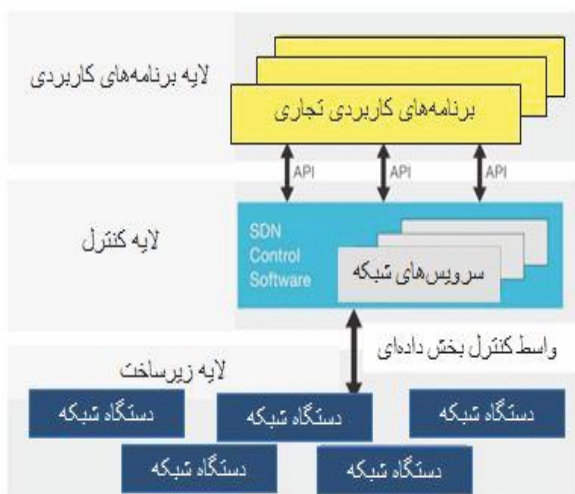 لایه برنامه‌های کاربردی
برنامه‌های کاربردی تجاری
API
API
API
لایه کنترل
SDN
Control
Software
سرویس‌های شبکه
واسط کنترل بخش داده‌ای
لایه زیرساخت
دستگاه شبکه
دستگاه شبکه
دستگاه شبکه
دستگاه شبکه
دستگاه شبکه